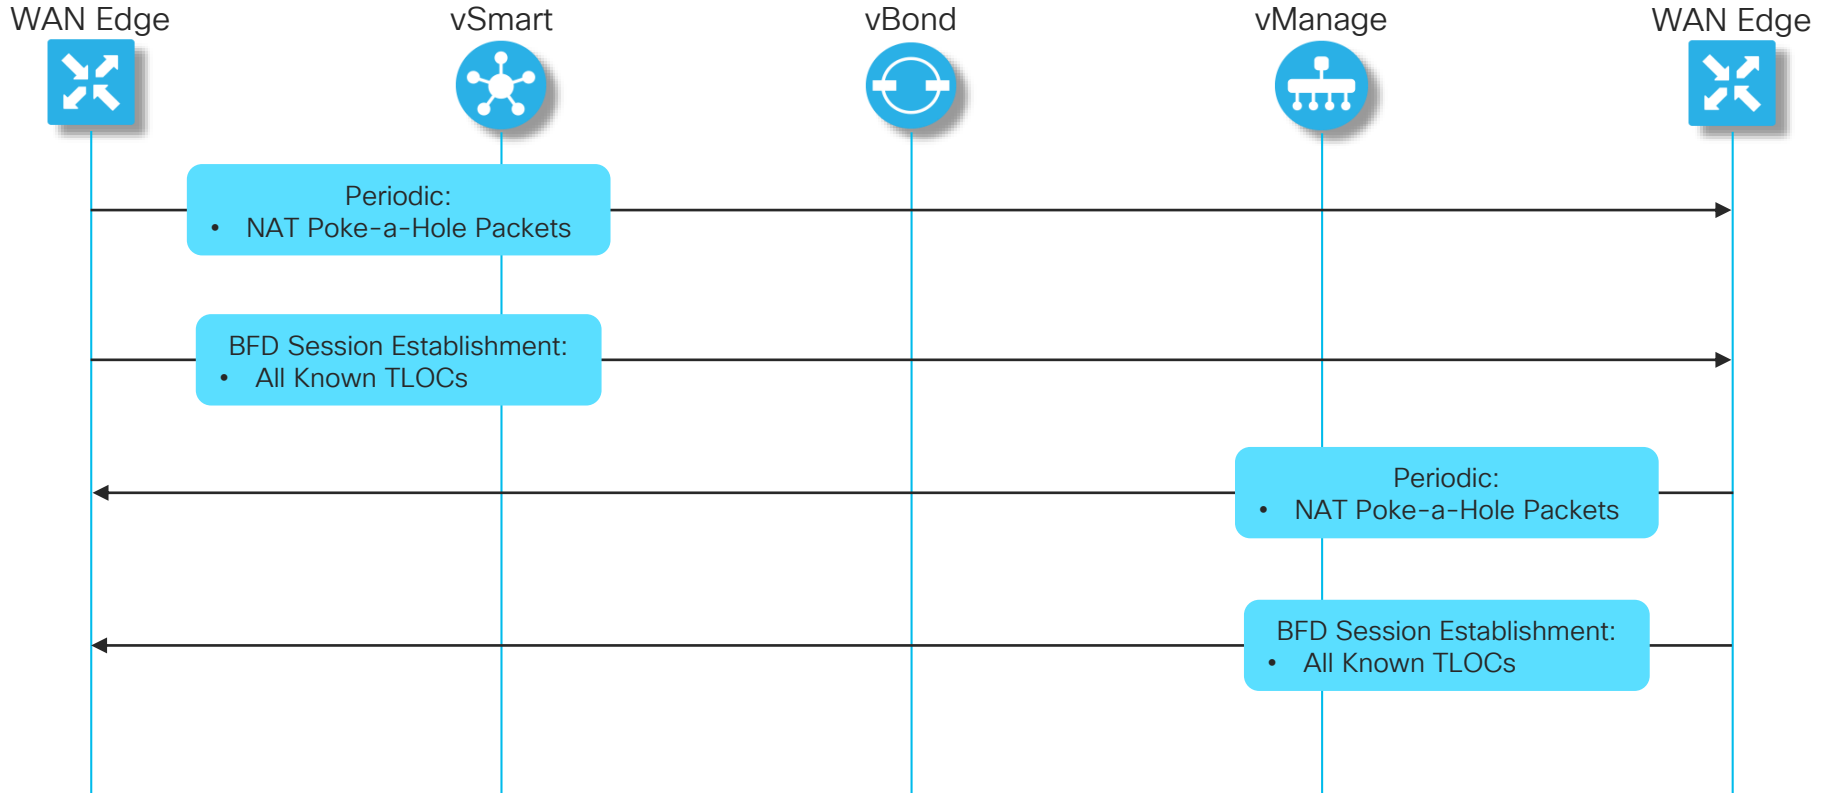 WAN Edge
vSmart
vBond
vManage
WAN Edge
Periodic:
• NAT Poke-a-Hole Packets
BFD Session Establishment:
• All Known TLOCs
Periodic:
• NAT Poke-a-Hole Packets
BFD Session Establishment:
• All Known TLOCs